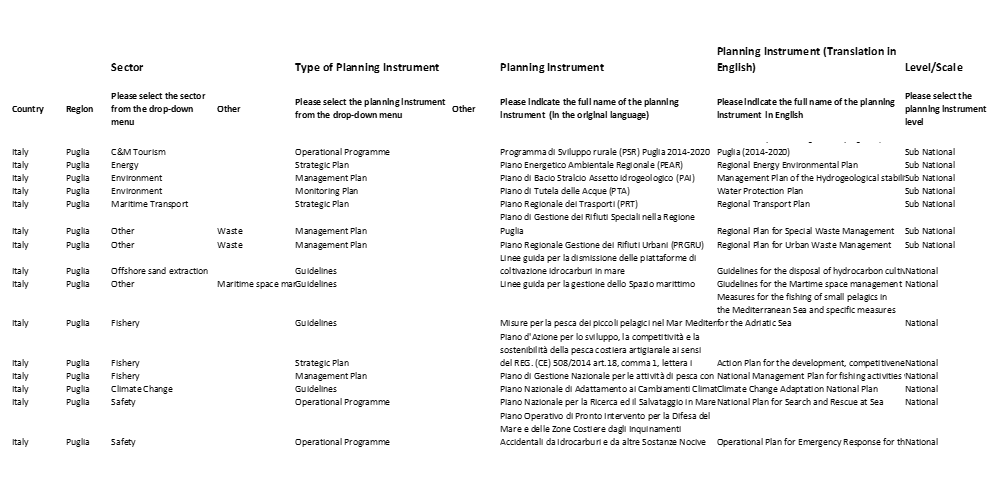 Sector Type of Planning Instrument Planning Instrument Planning Instrument (Translation in English) Level/Scale
Country Region Please select the sector from the drop-down menu Other Please select the planning instrument from the drop-down menu Other Please indicate the full name of the planning instrument (in the original language) Please indicate the full name of the planning instrument in English Please select the planning instrument level
Italy Puglia C&M Tourism Operational Programme Programma di Sviluppo rurale (PSR) Puglia 2014-2020 Puglia (2014-2020) Sub National
Italy Puglia Energy Strategic Plan Piano Energetico Ambientale Regionale (PEAR) Regional Energy Environmental Plan Sub National
Italy Puglia Environment Management Plan Piano di Bacio Stralcio Assetto Idrogeologico (PAI) Management Plan of the Hydrogeological stabili Sub National
Italy Puglia Environment Monitoring Plan Piano di Tutela delle Acque (PTA) Water Protection Plan Sub National
Italy Puglia Maritime Transport Strategic Plan Piano Regionale dei Trasporti (PRT) Regional Transport Plan Sub National
Piano di Gestione dei Rifiuti Speciali nella Regione
Italy Puglia Other Waste Management Plan Puglia Regional Plan for Special Waste Management Sub National
Italy Puglia Other Waste Management Plan Piano Regionale Gestione dei Rifiuti Urbani (PRGRU) Regional Plan for Urban Waste Management Sub National
Linee guida per la dismissione delle piattaforme di
Italy Puglia Offshore sand extraction Guidelines coltivazione idrocarburi in mare Guidelines for the disposal of hydrocarbon culti National
Italy Puglia Other Maritime space mar Guidelines Linee guida per la gestione dello Spazio marittimo Giudelines for the Martime space management National
Measures for the fishing of small pelagics in
the Mediterranean Sea and specific measures
Italy Puglia Fishery Guidelines Misure per la pesca dei piccoli pelagici nel Mar Mediter for the Adriatic Sea National
Piano d'Azione per lo sviluppo, la competitività e la
sostenibilità della pesca costiera artigianale ai sensi
Italy Puglia Fishery Strategic Plan del REG. (CE) 508/2014 art.18, comma 1, lettera i Action Plan for the development, competitivene National
Italy Puglia Fishery Management Plan Piano di Gestione Nazionale per le attività di pesca con National Management Plan for fishing activities National
Italy Puglia Climate Change Guidelines Piano Nazionale di Adattamento ai Cambiamenti Climat Climate Change Adaptation National Plan National
Italy Puglia Safety Operational Programme Piano Nazionale per la Ricerca ed il Salvataggio in Mare National Plan for Search and Rescue at Sea National
Piano Operativo di Pronto Intervento per la Difesa del
Mare e delle Zone Costiere dagli Inquinamenti
Italy Puglia Safety Operational Programme Accidentali da Idrocarburi e da altre Sostanze Nocive Operational Plan for Emergency Response for th National